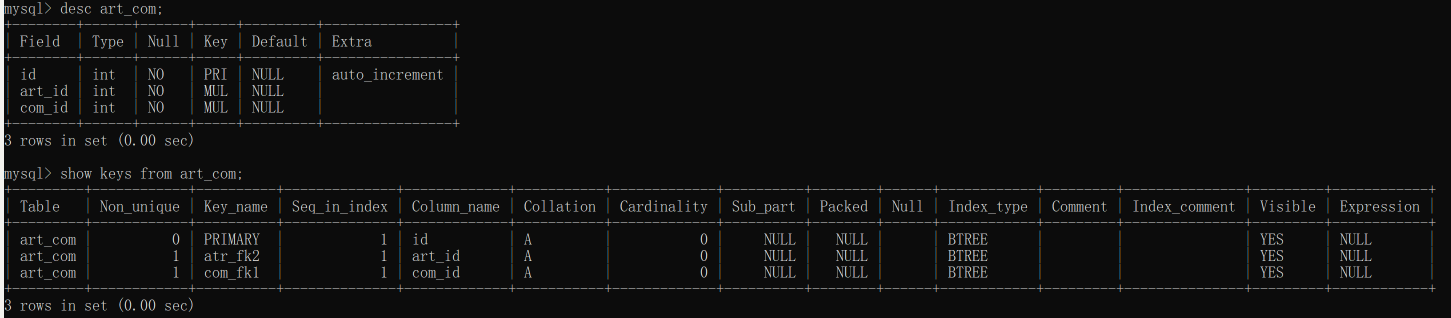 mysql> desc art_com;
+--------+------+------+-----+---------+----------------+
| Field | Type | Null | Key | Default | Extra |
+--------+------+------+-----+---------+----------------+
| id | int | NO | PRI | NULL | auto_increment |
| art_id | int | NO | MUL | NULL | |
| com_id | int | NO | MUL | NULL | |
+--------+------+------+-----+---------+----------------+
3 rows in set (0.00 sec)
mysql> show keys from art_com;
+---------+------------+----------+--------------+-------------+-----------+-------------+----------+--------+------+------------+---------+---------------+---------+------------+
| Table | Non_unique | Key_name | Seq_in_index | Column_name | Collation | Cardinality | Sub_part | Packed | Null | Index_type | Comment | Index_comment | Visible | Expression |
+---------+------------+----------+--------------+-------------+-----------+-------------+----------+--------+------+------------+---------+---------------+---------+------------+
| art_com | 0 | PRIMARY | 1 | id | A | 0 | NULL | NULL | | BTREE | | | YES | NULL |
| art_com | 1 | atr_fk2 | 1 | art_id | A | 0 | NULL | NULL | | BTREE | | | YES | NULL |
| art_com | 1 | com_fk1 | 1 | com_id | A | 0 | NULL | NULL | | BTREE | | | YES | NULL |
+---------+------------+----------+--------------+-------------+-----------+-------------+----------+--------+------+------------+---------+---------------+---------+------------+
3 rows in set (0.00 sec)